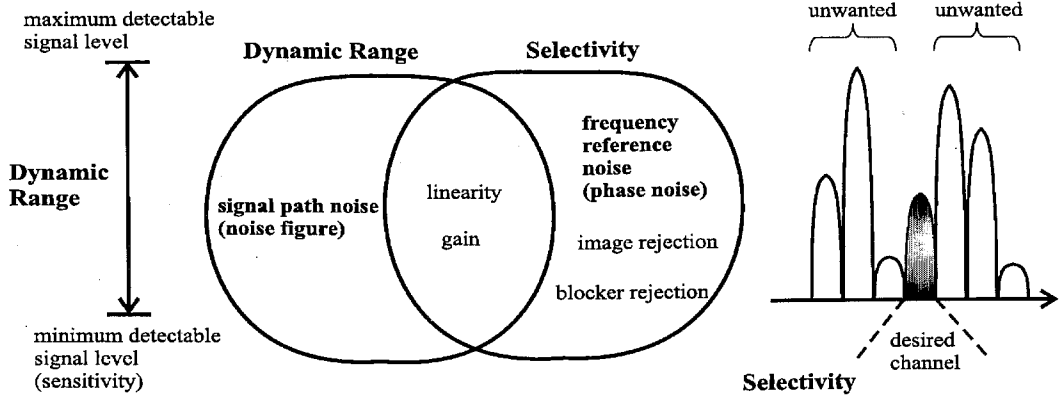 maximum detectable
signal level
Dynamic
Range
minimum detectable
signal level
(sensitivity)
Dynamic Range
Selectivity
signal path noise
(noise figure)
linearity
gain
frequency
reference
noise
(phase noise)
image rejection
blocker rejection
unwanted
unwanted
desired
channel
Selectivity